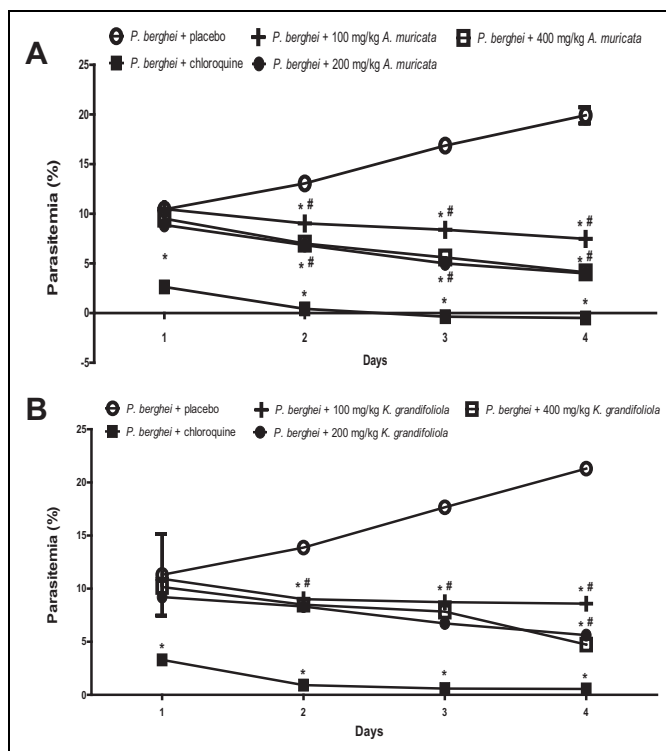 A
P. berghei + placebo P. berghei + 100 mg/kg A. muricata P. berghei + 400 mg/kg A. muricata
P. berghei + chloroquine P. berghei + 200 mg/kg A. muricata
Parasitemia (%)
25
20
15
10
5
0
-5
* # * # * #
* # * # * #
* * * *
1 2 3 4
Days
B
P. berghei + placebo P. berghei + 100 mg/kg K. grandifoliola P. berghei + 400 mg/kg K. grandifoliola
P. berghei + chloroquine P. berghei + 200 mg/kg K. grandifoliola
Parasitemia (%)
25
20
15
10
5
0
* # * # * #
* #
* * * *
1 2 3 4
Days